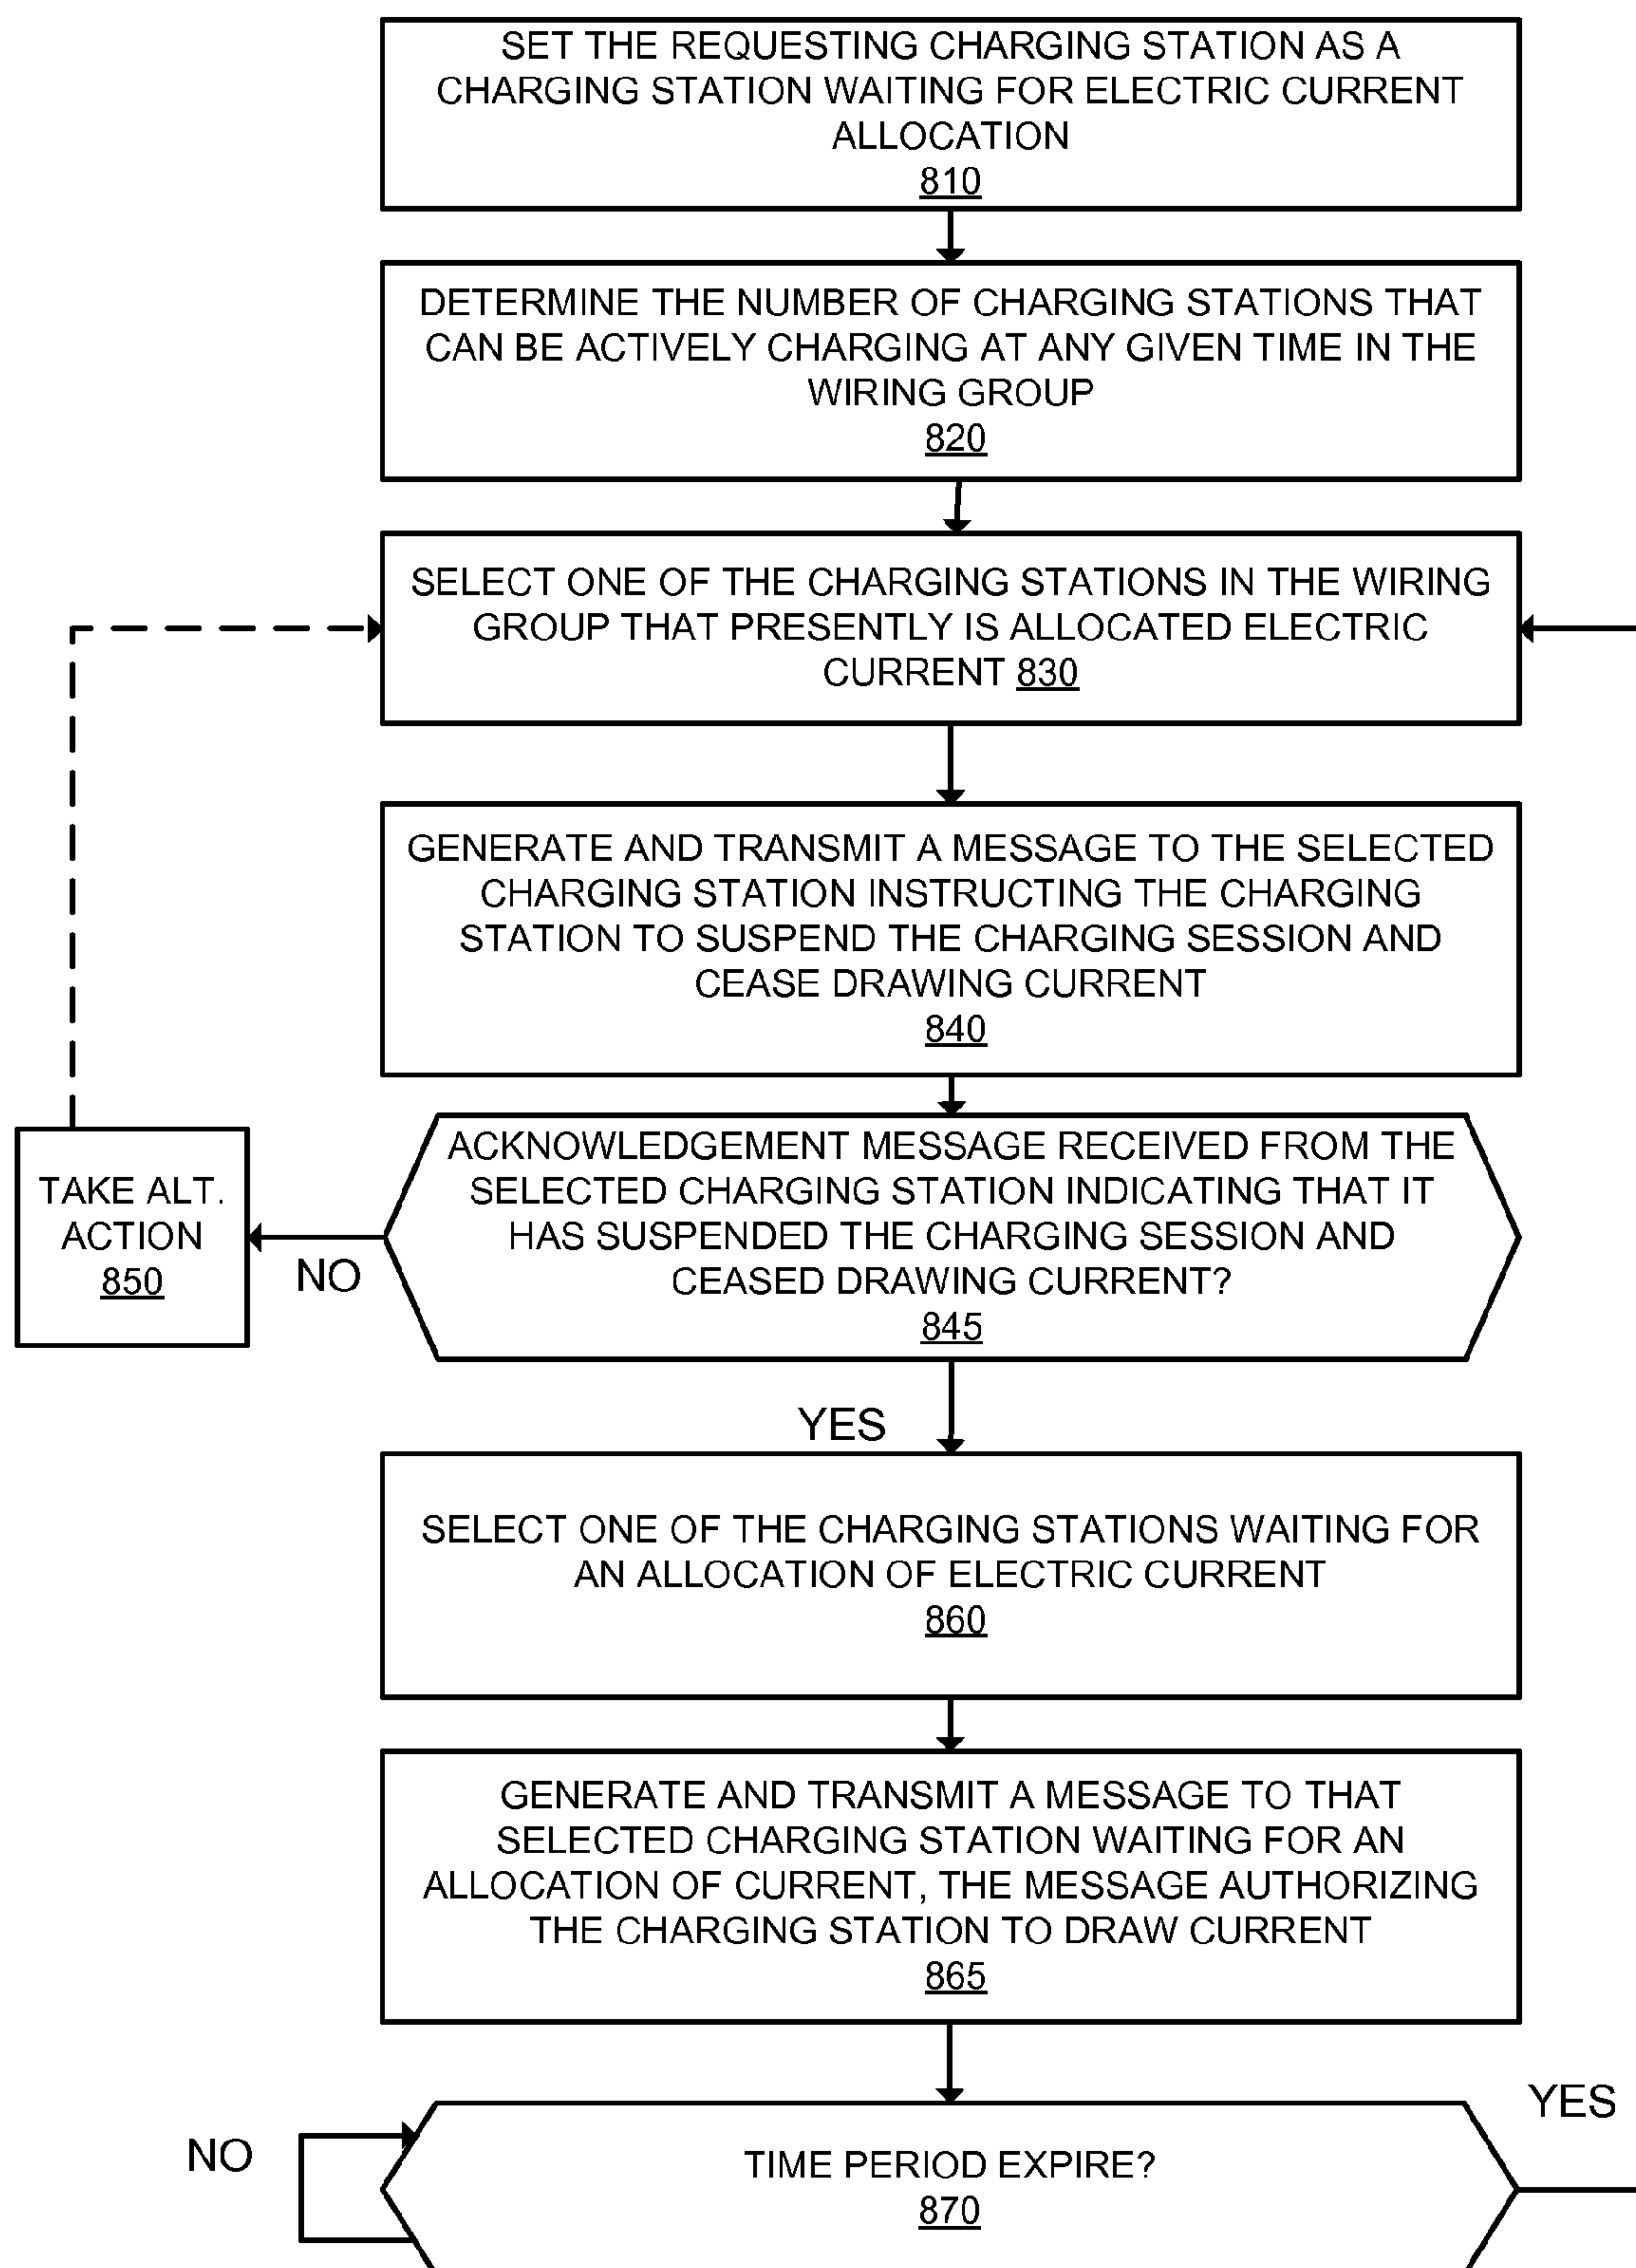 SET THE REQUESTING CHARGING STATION AS A
CHARGING STATION WAITING FOR ELECTRIC CURRENT
ALLOCATION
810
DETERMINE THE NUMBER OF CHARGING STATIONS THAT
CAN BE ACTIVELY CHARGING AT ANY GIVEN TIME IN THE
WIRING GROUP
820
SELECT ONE OF THE CHARGING STATIONS IN THE WIRING
GROUP THAT PRESENTLY IS ALLOCATED ELECTRIC
CURRENT 830
GENERATE AND TRANSMIT A MESSAGE TO THE SELECTED
CHARGING STATION INSTRUCTING THE CHARGING
STATION TO SUSPEND THE CHARGING SESSION AND
CEASE DRAWING CURRENT
840
ACKNOWLEDGEMENT MESSAGE RECEIVED FROM THE
SELECTED CHARGING STATION INDICATING THAT IT
HAS SUSPENDED THE CHARGING SESSION AND
CEASED DRAWING CURRENT?
845
NO
TAKE ALT.
ACTION
850
YES
SELECT ONE OF THE CHARGING STATIONS WAITING FOR
AN ALLOCATION OF ELECTRIC CURRENT
860
GENERATE AND TRANSMIT A MESSAGE TO THAT
SELECTED CHARGING STATION WAITING FOR AN
ALLOCATION OF CURRENT, THE MESSAGE AUTHORIZING
THE CHARGING STATION TO DRAW CURRENT
865
YES
NO
TIME PERIOD EXPIRE?
870